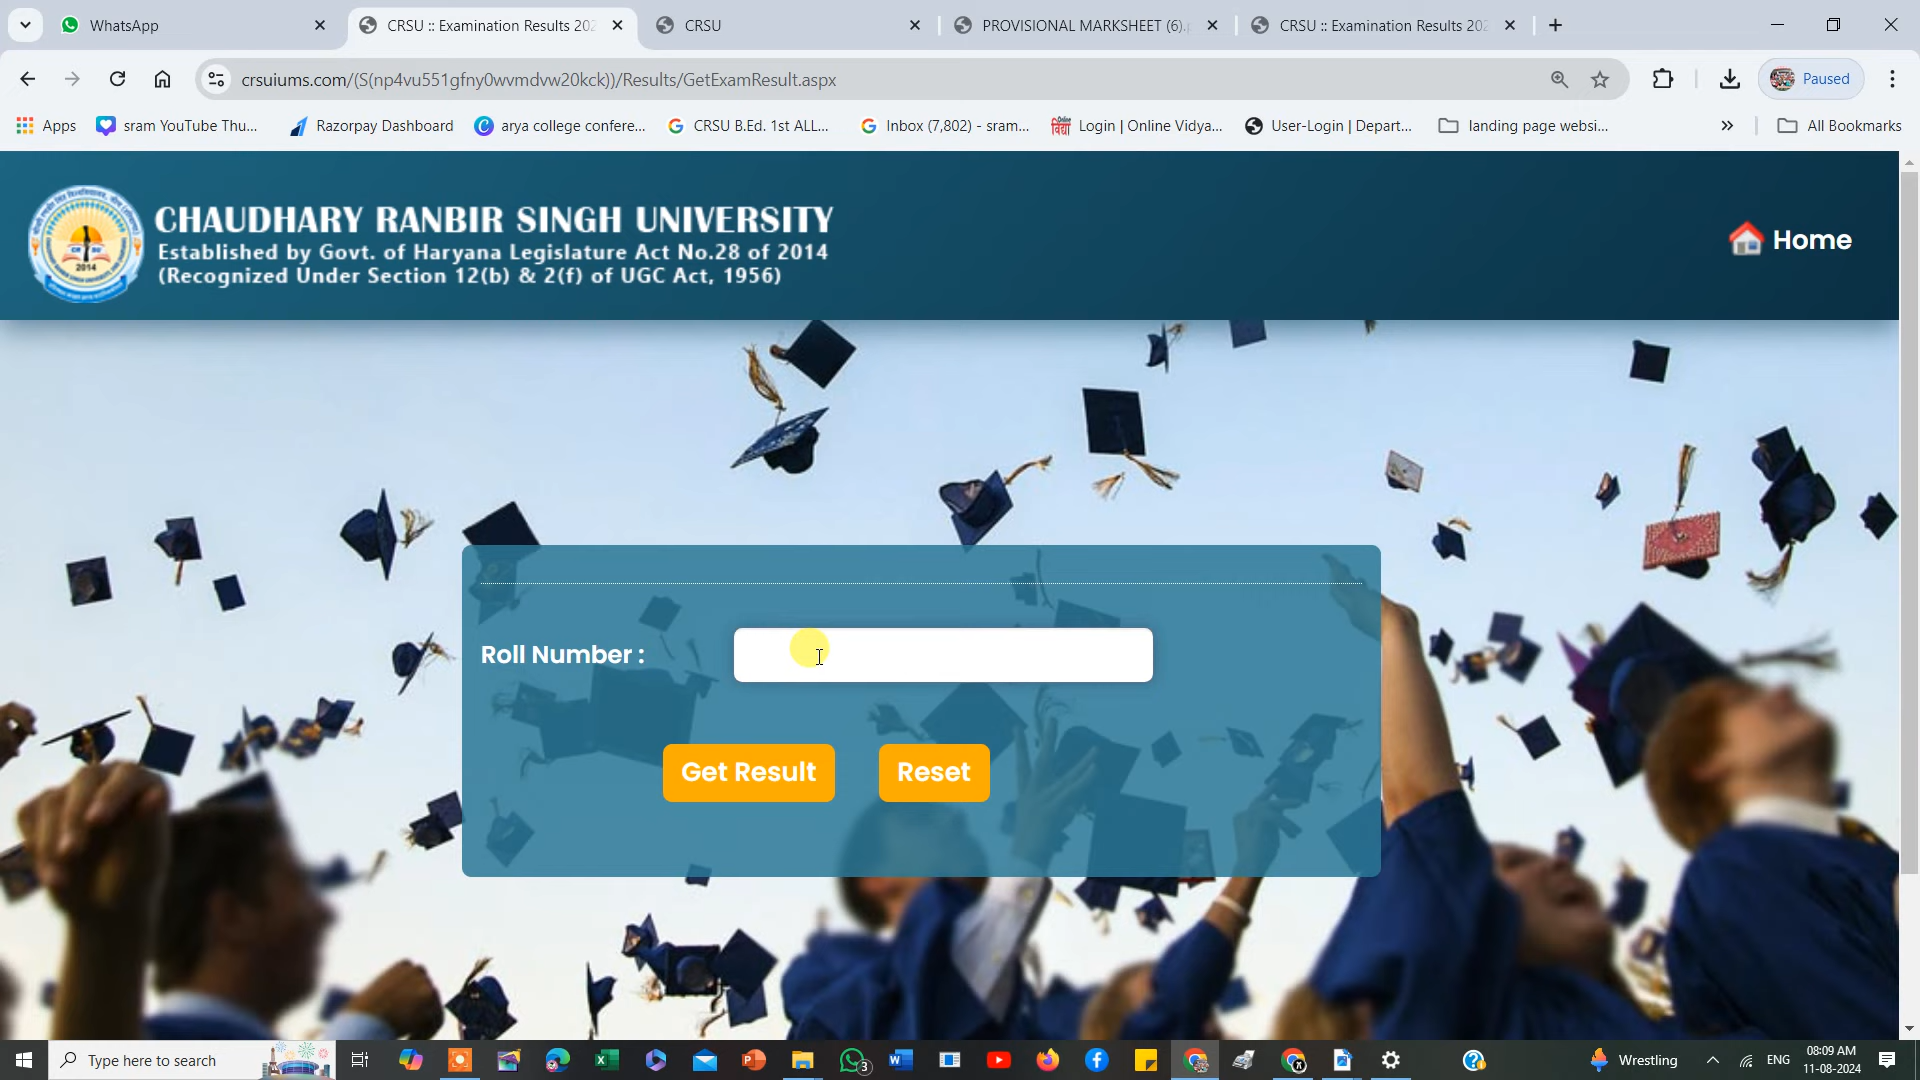 WhatsApp
CRSU :: Examination Results 202
CRSU
PROVISIONAL MARKSHEET (6).p
CRSU :: Examination Results 202
crsuiums.com/(S(np4vu551gfny0wvmdvw20kck))/Results/GetExamResult.aspx
Paused
Apps
sram YouTube Thu...
Razorpay Dashboard
arya college confere...
CRSU B.Ed. 1st ALL...
Inbox (7,802) - sram...
Login | Online Vidya...
User-Login | Depart...
landing page websi...
All Bookmarks
CHAUDHARY RANBIR SINGH UNIVERSITY
Established by Govt. of Haryana Legislature Act No.28 of 2014
(Recognized Under Section 12(b) & 2(f) of UGC Act, 1956)
2014
Home
Roll Number :
Get Result
Reset
Type here to search
3
Wrestling
ENG
08:09 AM
11-08-2024